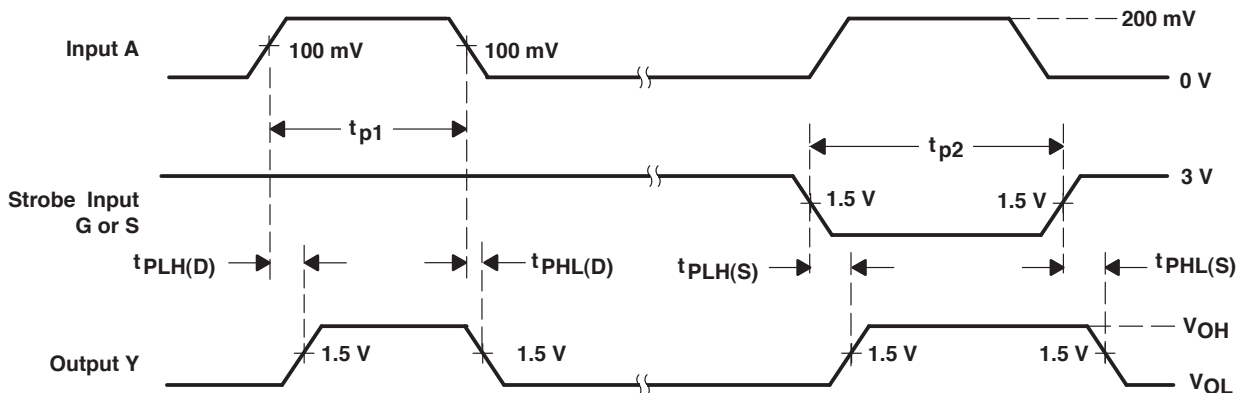 200 mV
Input A
100 mV
100 mV
0 V
tp1
tp2
3 V
Strobe Input
G or S
1.5 V
1.5 V
tPLH(D)
tPHL(D)
tPLH(S)
tPHL(S)
VOH
Output Y
1.5 V
1.5 V
1.5 V
1.5 V
VOL